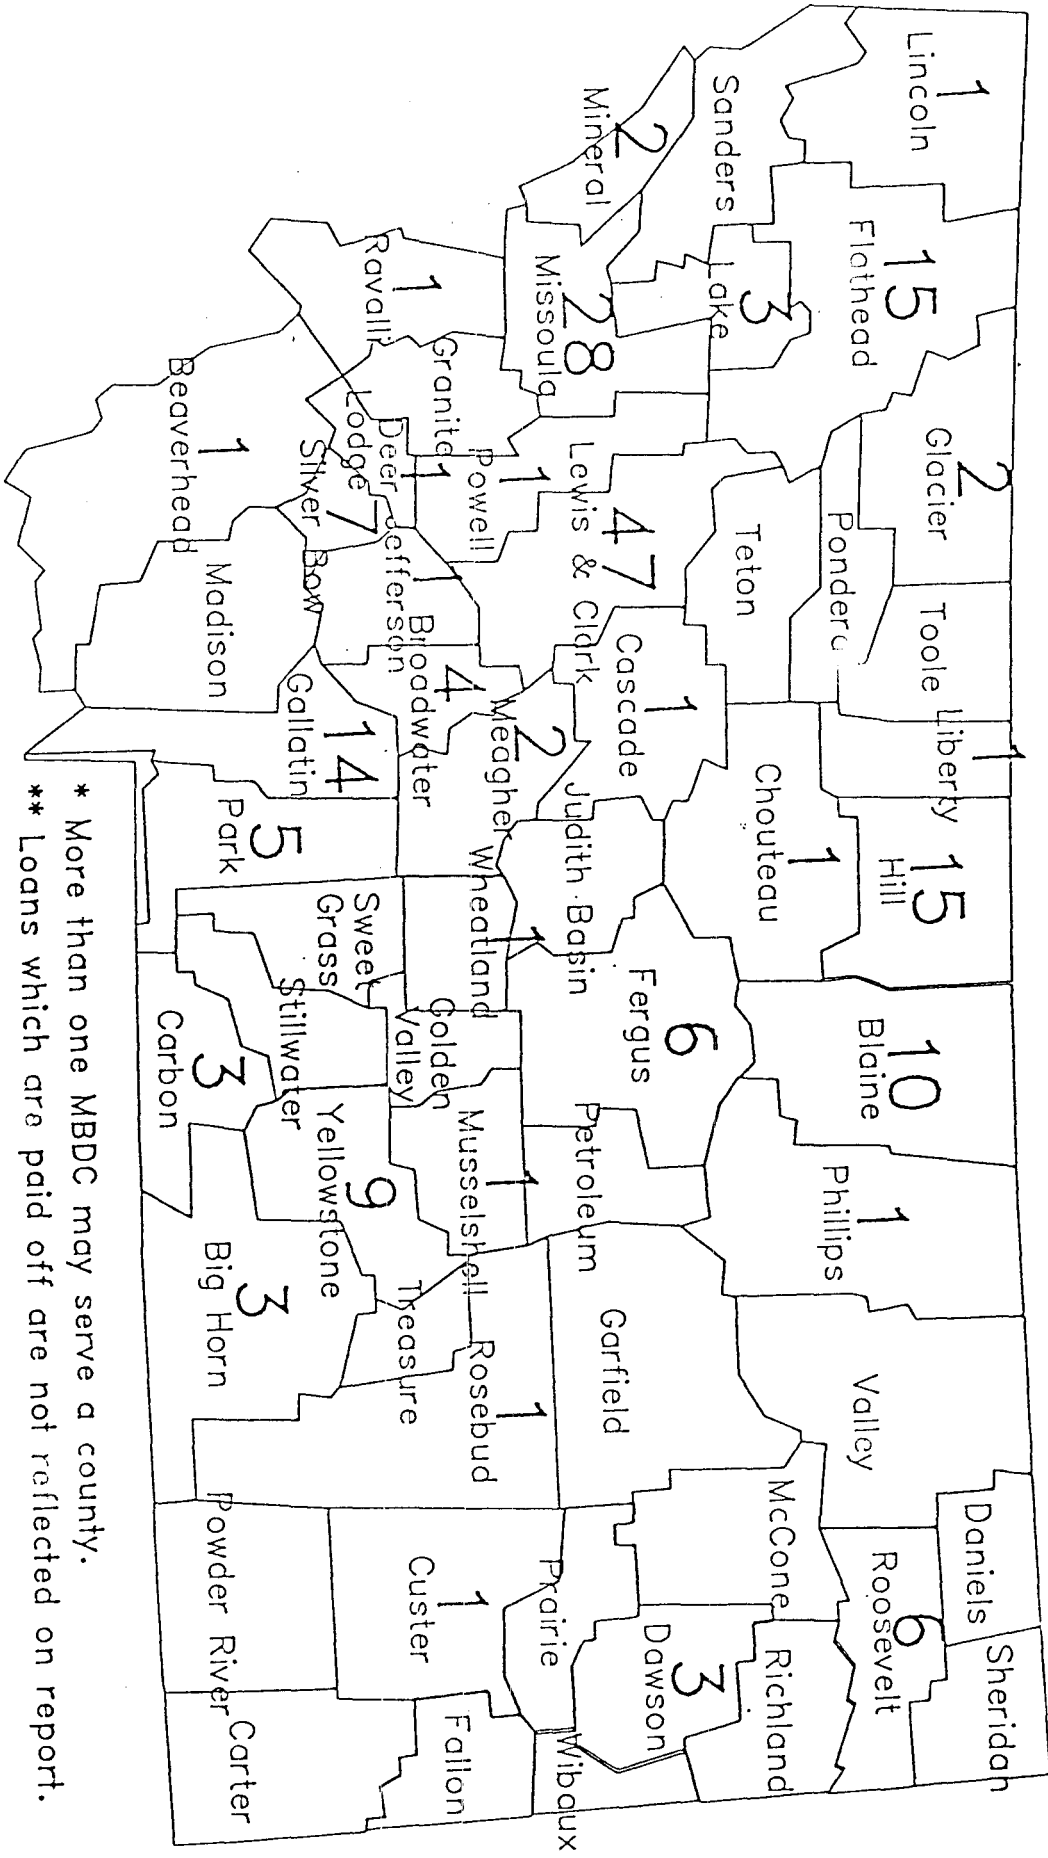 1
Lincoln
15
Flathead
2
Glacier
Toole
1
Liberty
15
Hill
10
Blaine
1
Phillips
Valley
Daniels
Sheridan
6
Roosevelt
Sanders
3
Lake
Pondera
Teton
1
Chouteau
McCone
Richland
2
Mineral
28
Missoula
47
Lewis & Clark
1
Cascade
Judith Basin
6
Fergus
Petroleum
Garfield
3
Dawson
Prairie
Wibaux
1
Ravalli
Granite
1
Powell
1
Deer
Lodge
7
Silver Bow
1
Jefferson
4
Broadwater
2
Meagher
1
Wheatland
Golden
Valley
1
Musselshell
Treasure
1
Rosebud
1
Custer
Fallon
1
Beaverhead
Madison
14
Gallatin
5
Park
Sweet
Grass
Stillwater
3
Carbon
9
Yellowstone
3
Big Horn
Powder River
Carter
* More than one MBDC may serve a county.
** Loans which are paid off are not reflected on report.